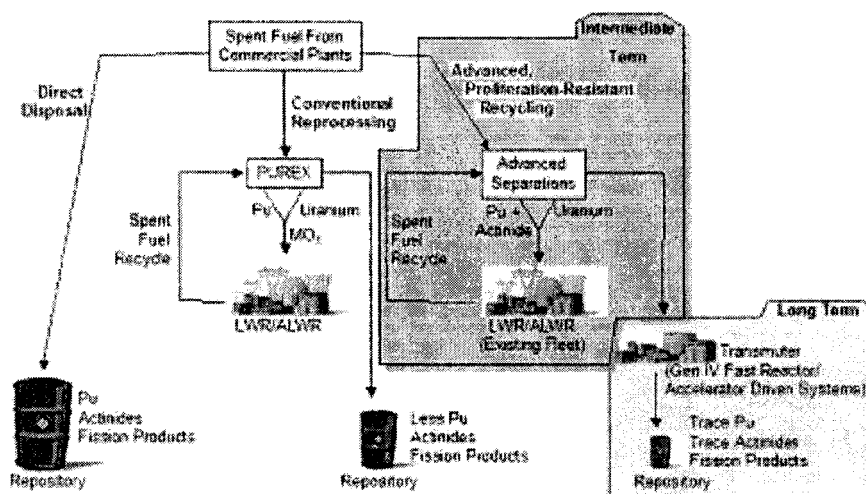 Spent Fuel From
Commercial Plants
Intermediate
Term
Direct
Disposal
Conventional
Reprocessing
Advanced,
Proliferation-Resistant
Recycling
PUREX
Advanced
Separations
Pu
Uranium
MOx
Spent
Fuel
Recycle
LWR/ALWR
Pu +
Actinide
Uranium
Spent
Fuel
Recycle
LWR/ALWR
(Existing Fleet)
Long Term
Transmuter
(Gen IV Fast Reactor/
Accelerator Driven Systems)
Pu
Actinides
Fission Products
Repository
Less Pu
Actinides
Fission Products
Repository
Trace Pu
Trace Actinides
Fission Products
Repository